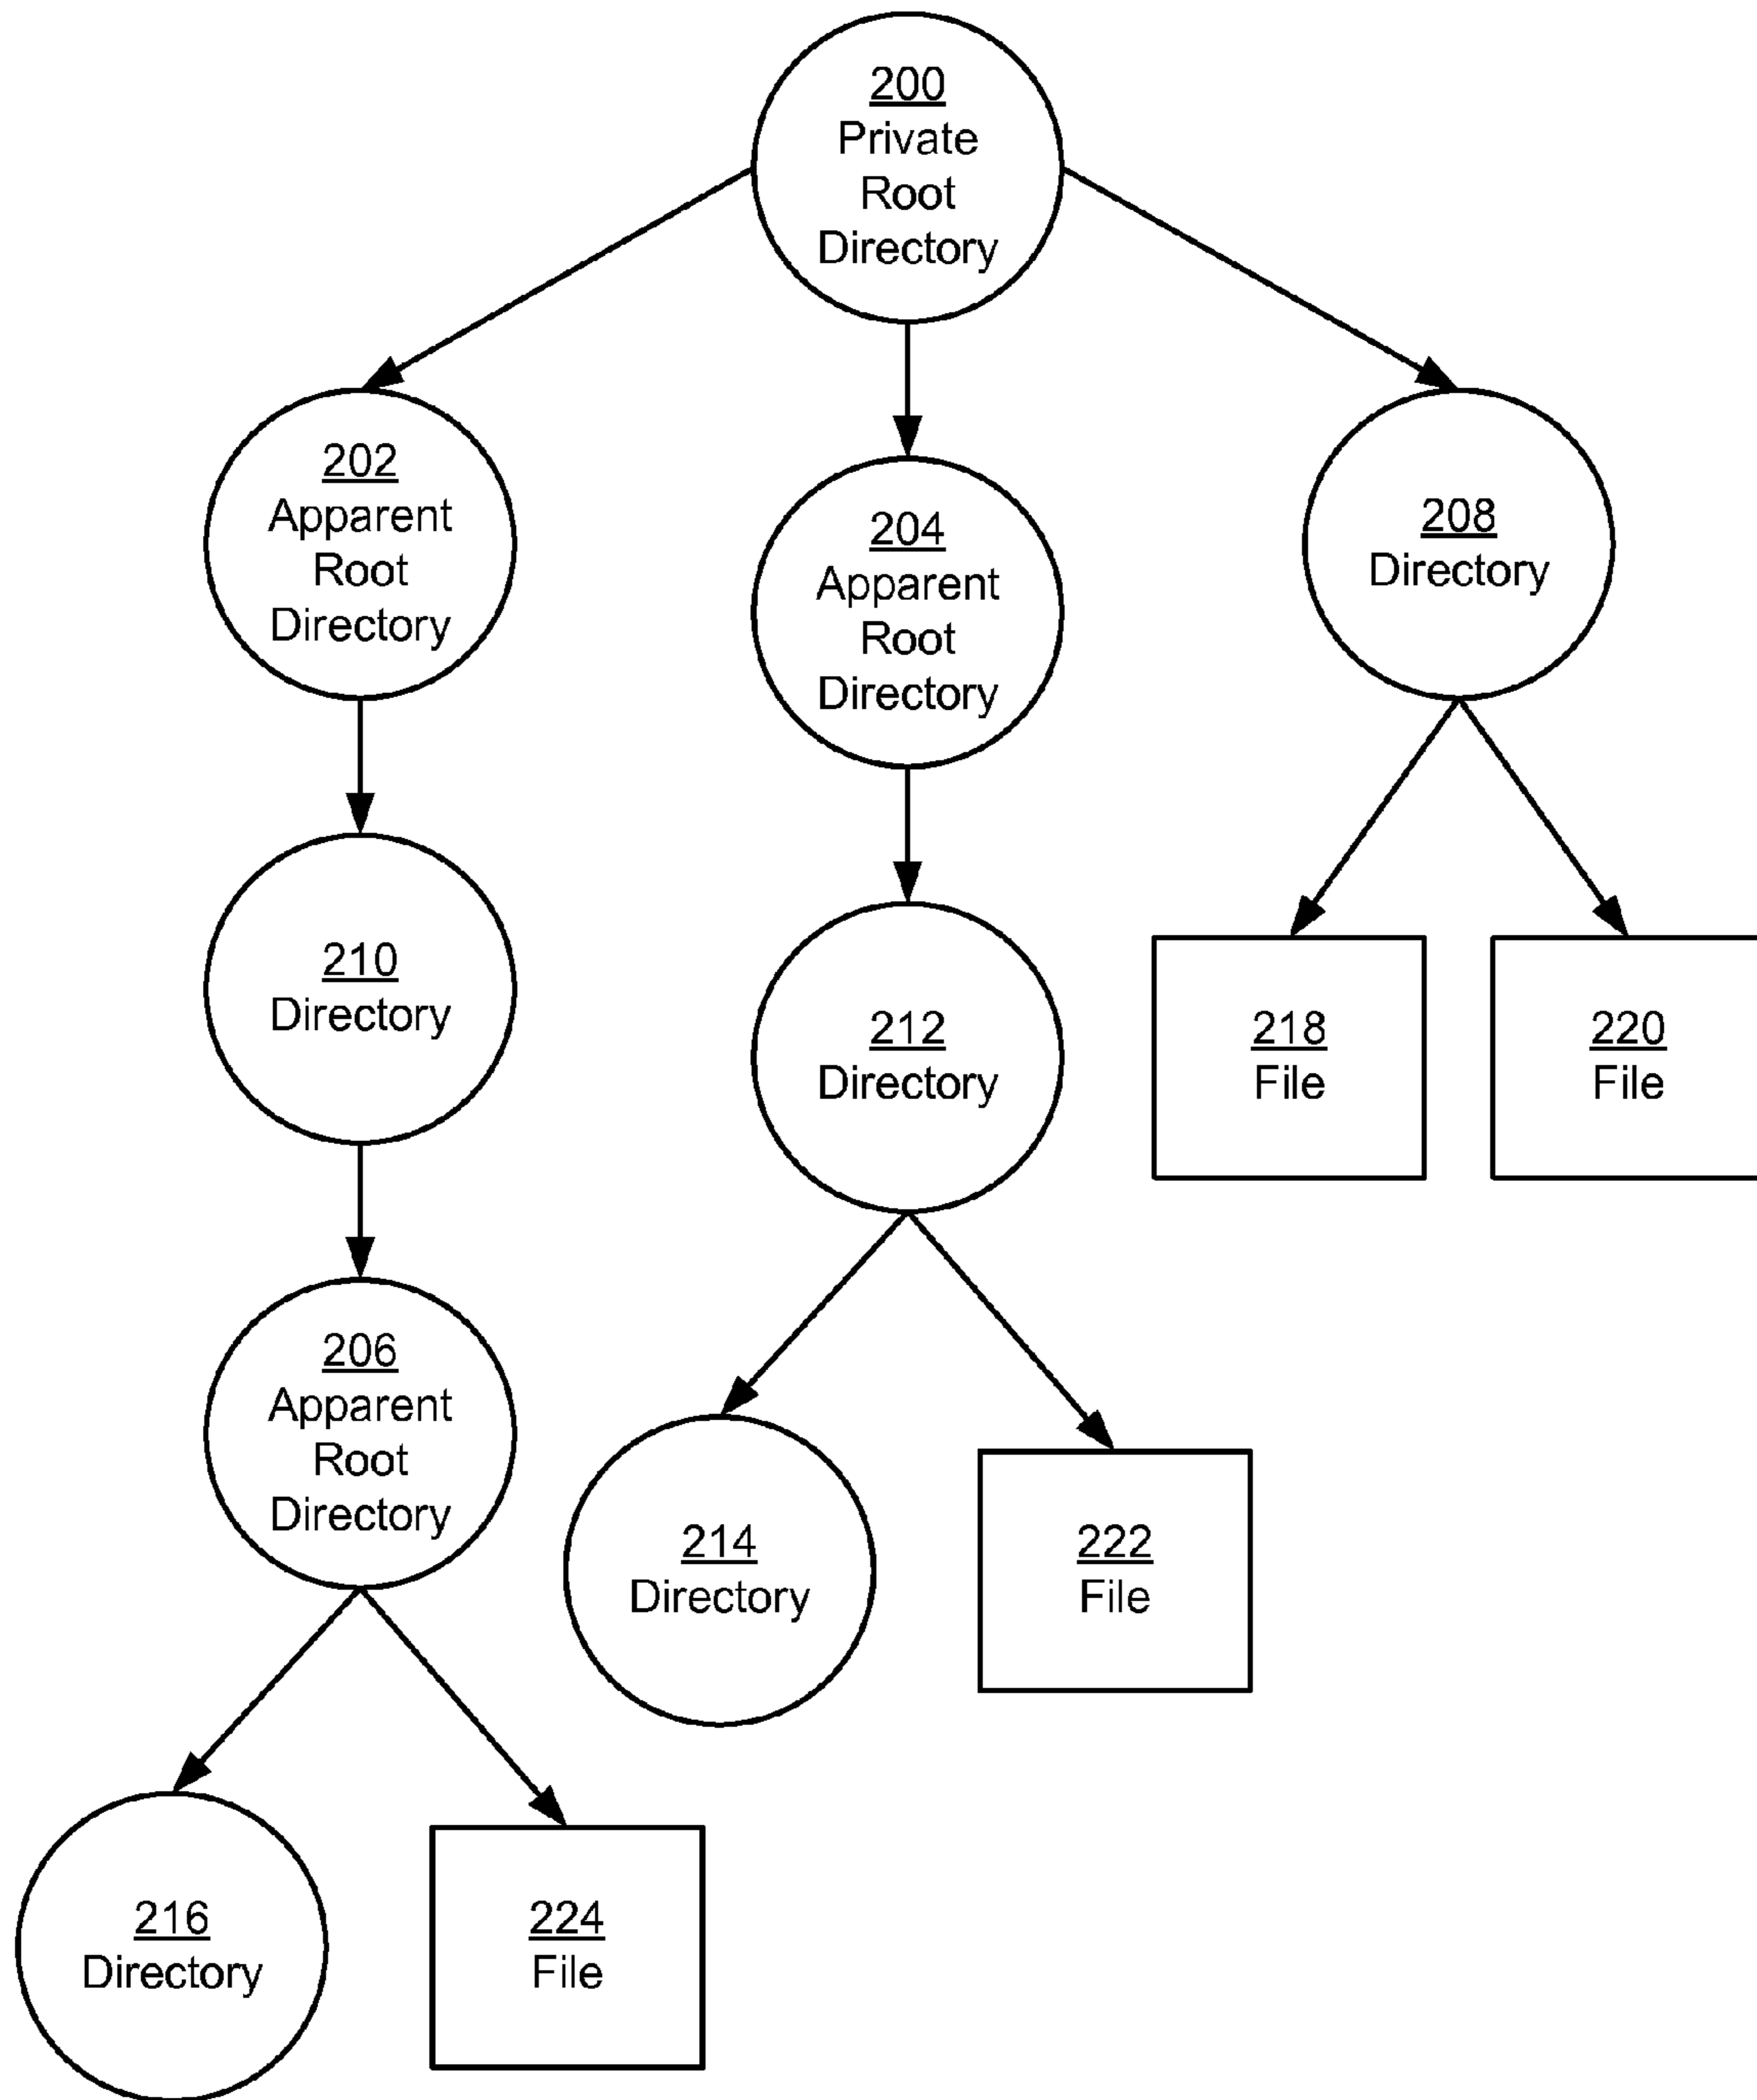 200
Private
Root
Directory
202
Apparent
Root
Directory
204
Apparent
Root
Directory
208
Directory
210
Directory
212
Directory
218
File
220
File
206
Apparent
Root
Directory
214
Directory
222
File
216
Directory
224
File